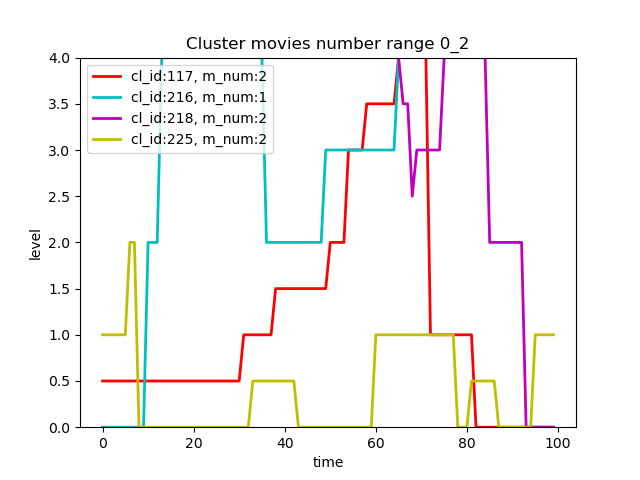 Cluster movies number range 0_2
cl_id:117, m_num:2
cl_id:216, m_num:1
cl_id:218, m_num:2
cl_id:225, m_num:2
4.0
3.5
3.0
2.5
2.0
1.5
1.0
0.5
0.0
level
0 20 40 60 80 100
time